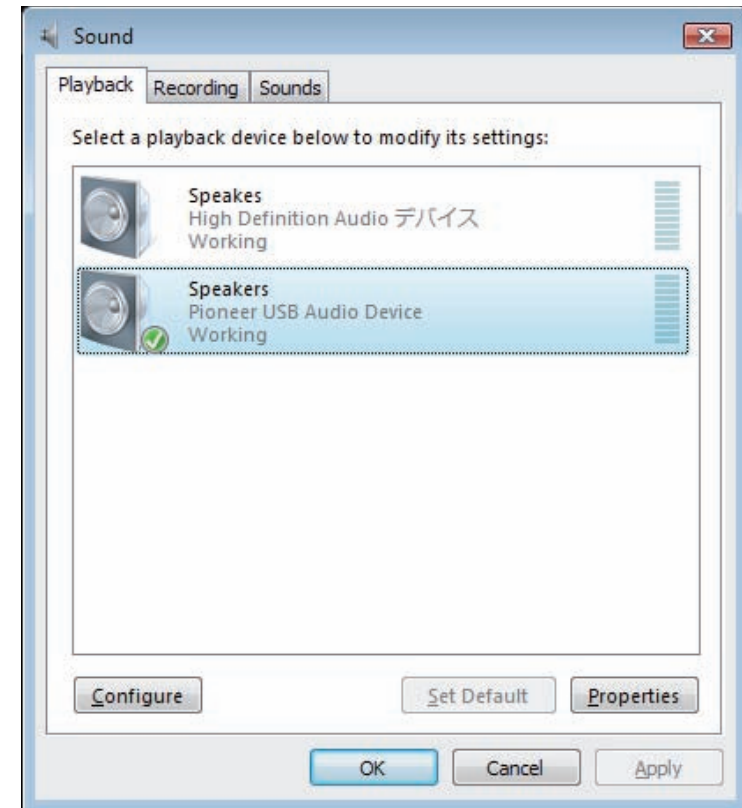 Sound
Playback Recording Sounds
Select a playback device below to modify its settings:
Speakes
High Definition Audio デバイス
Working
Speakers
Pioneer USB Audio Device
Working
Configure Set Default Properties
OK Cancel Apply